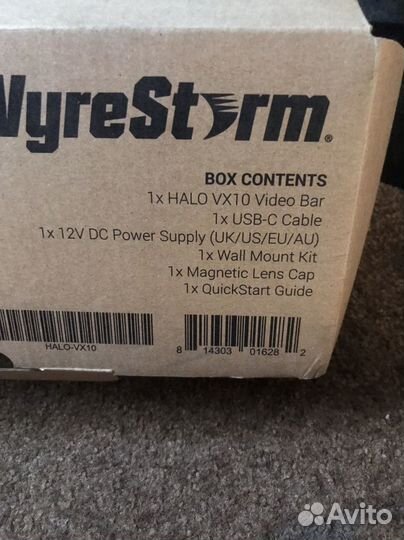 WyreStorm®
BOX CONTENTS
1x HALO VX10 Video Bar
1x USB-C Cable
1x 12V DC Power Supply (UK/US/EU/AU)
1x Wall Mount Kit
1x Magnetic Lens Cap
1x QuickStart Guide
HALO-VX10
8 14303 01628 2
Avito